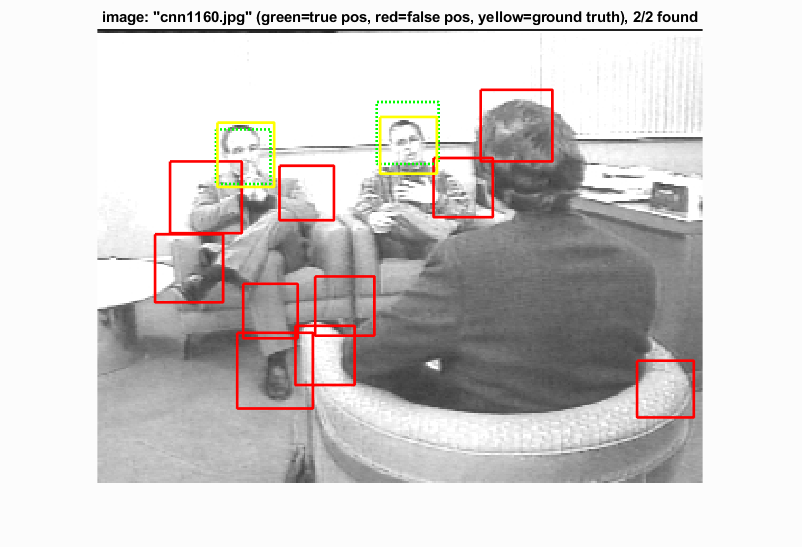 image: "cnn1160.jpg" (green=true pos, red=false pos, yellow=ground truth), 2/2 found